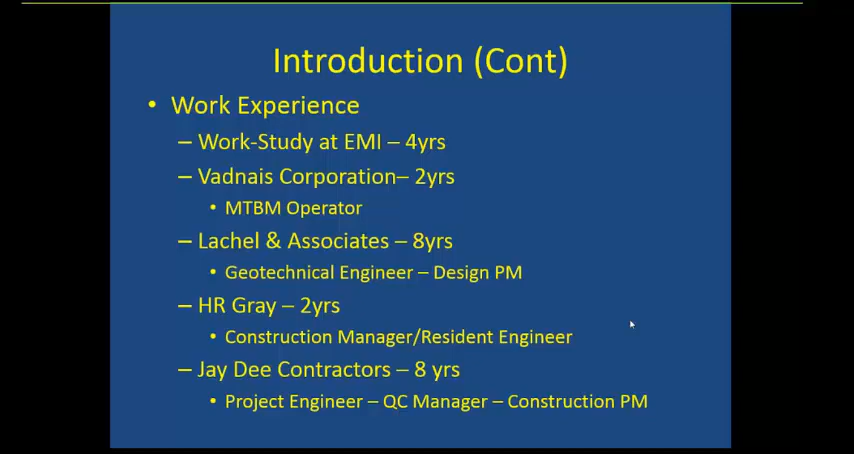 Introduction (Cont)
• Work Experience
– Work-Study at EMI – 4yrs
– Vadnais Corporation– 2yrs
• MTBM Operator
– Lachel & Associates – 8yrs
• Geotechnical Engineer – Design PM
– HR Gray – 2yrs
• Construction Manager/Resident Engineer
– Jay Dee Contractors – 8 yrs
• Project Engineer – QC Manager – Construction PM